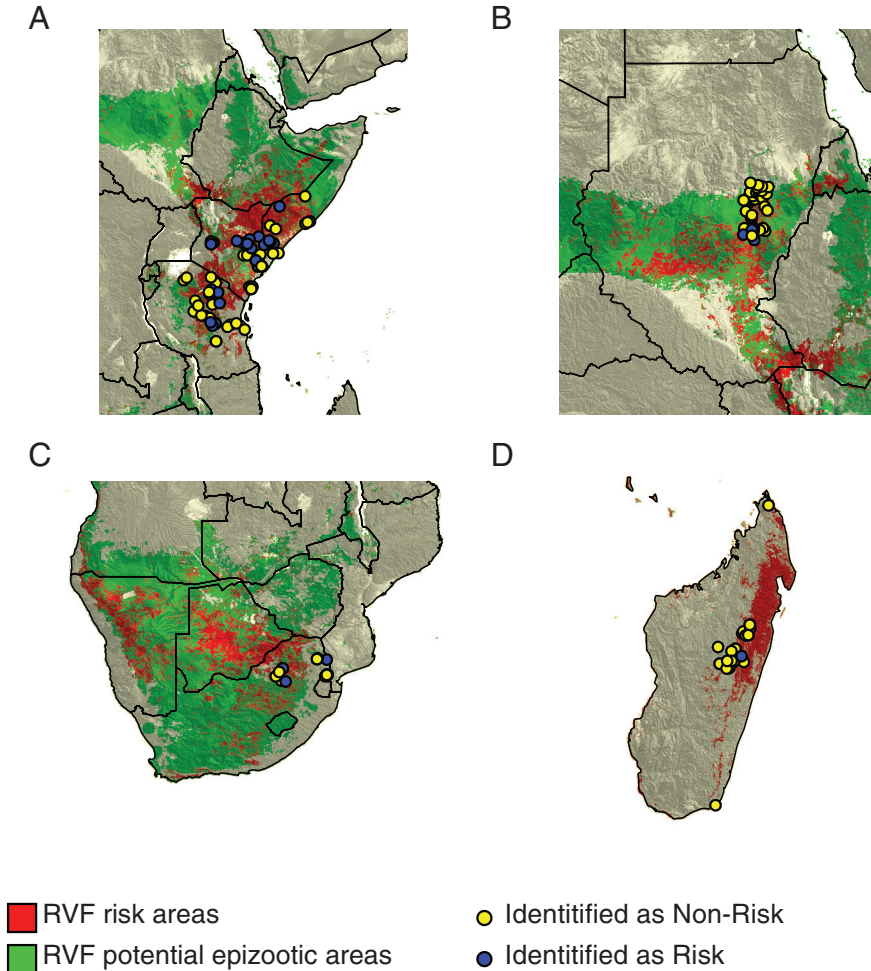 A
B
C
D
RVF risk areas
RVF potential epizootic areas
Identitified as Non-Risk
Identitified as Risk